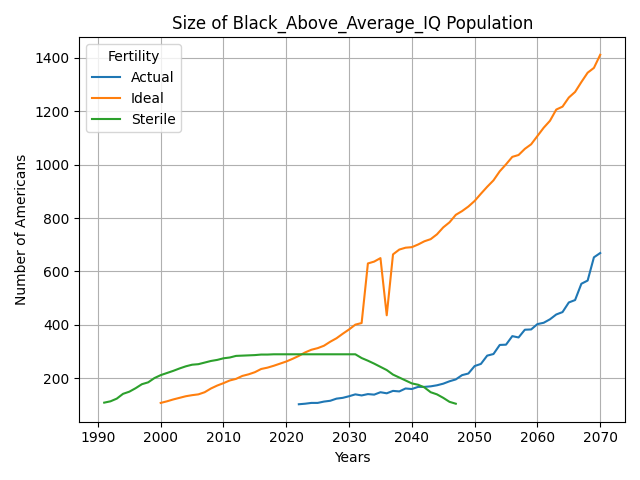 Size of Black_Above_Average_IQ Population
Fertility
Actual
Ideal
Sterile
1400
1200
1000
800
600
400
200
Number of Americans
1990 2000 2010 2020 2030 2040 2050 2060 2070
Years